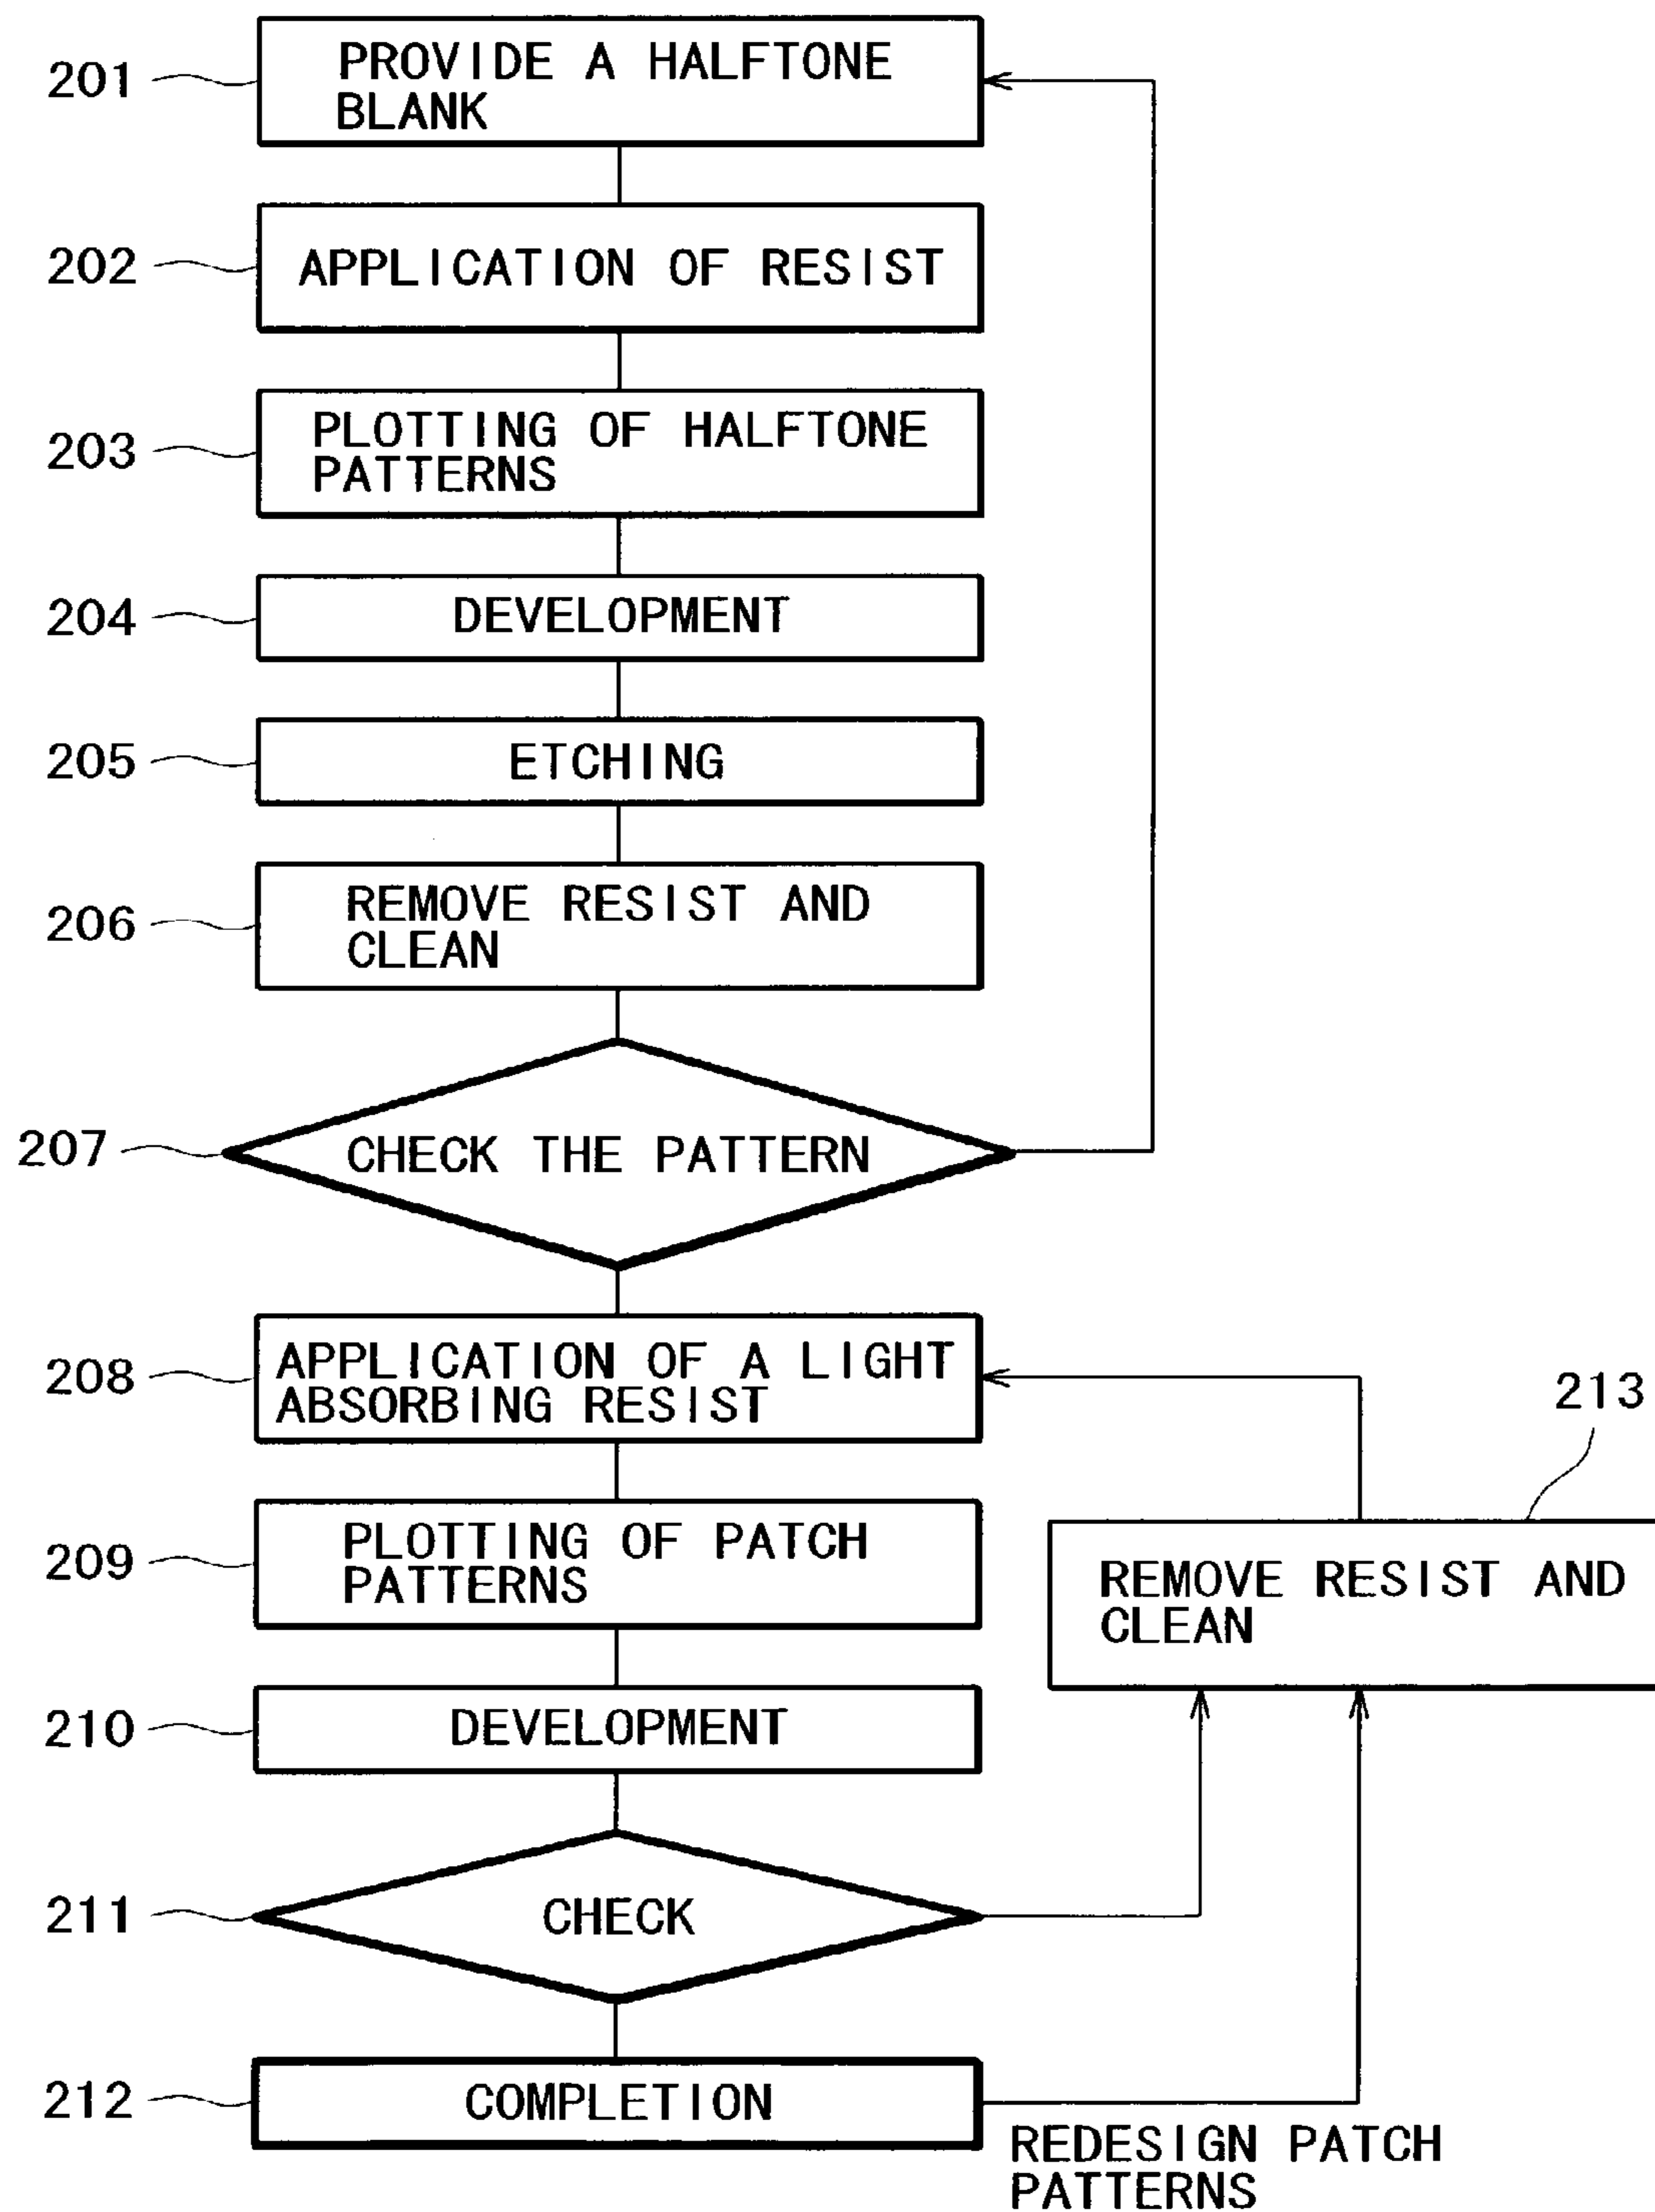 201
PROVIDE A HALFTONE
BLANK
202
APPLICATION OF RESIST
203
PLOTTING OF HALFTONE
PATTERNS
204
DEVELOPMENT
205
ETCHING
206
REMOVE RESIST AND
CLEAN
207
CHECK THE PATTERN
208
APPLICATION OF A LIGHT
ABSORBING RESIST
213
209
PLOTTING OF PATCH
PATTERNS
REMOVE RESIST AND
CLEAN
210
DEVELOPMENT
211
CHECK
212
COMPLETION
REDESIGN PATCH
PATTERNS